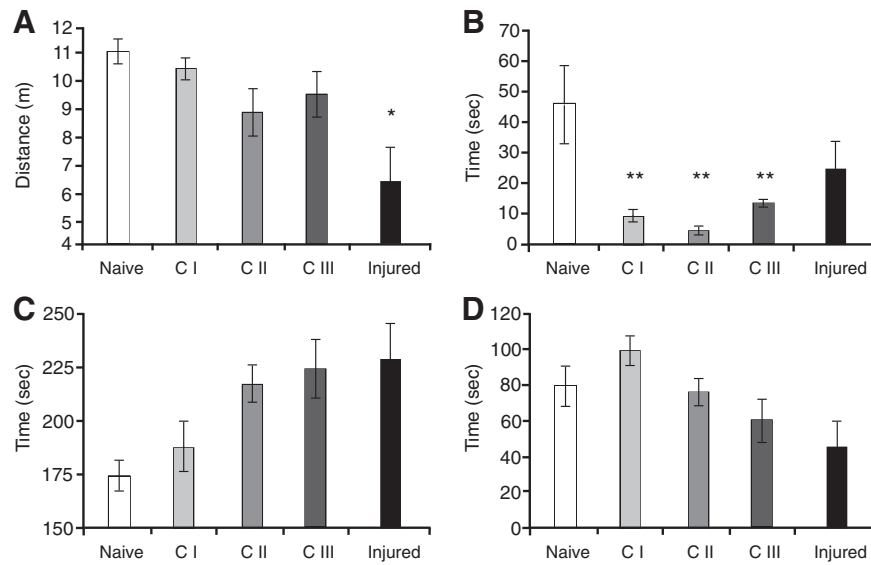 A
Distance (m)
12
11
10
9
8
7
6
5
4
*
Naive C I C II C III Injured
B
Time (sec)
70
60
50
40
30
20
10
0
** ** **
Naive C I C II C III Injured
C
Time (sec)
250
225
200
175
150
Naive C I C II C III Injured
D
Time (sec)
120
100
80
60
40
20
0
Naive C I C II C III Injured